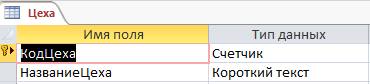 Цеха
Имя поля Тип данных
КодЦеха Счетчик
НазваниеЦеха Короткий текст